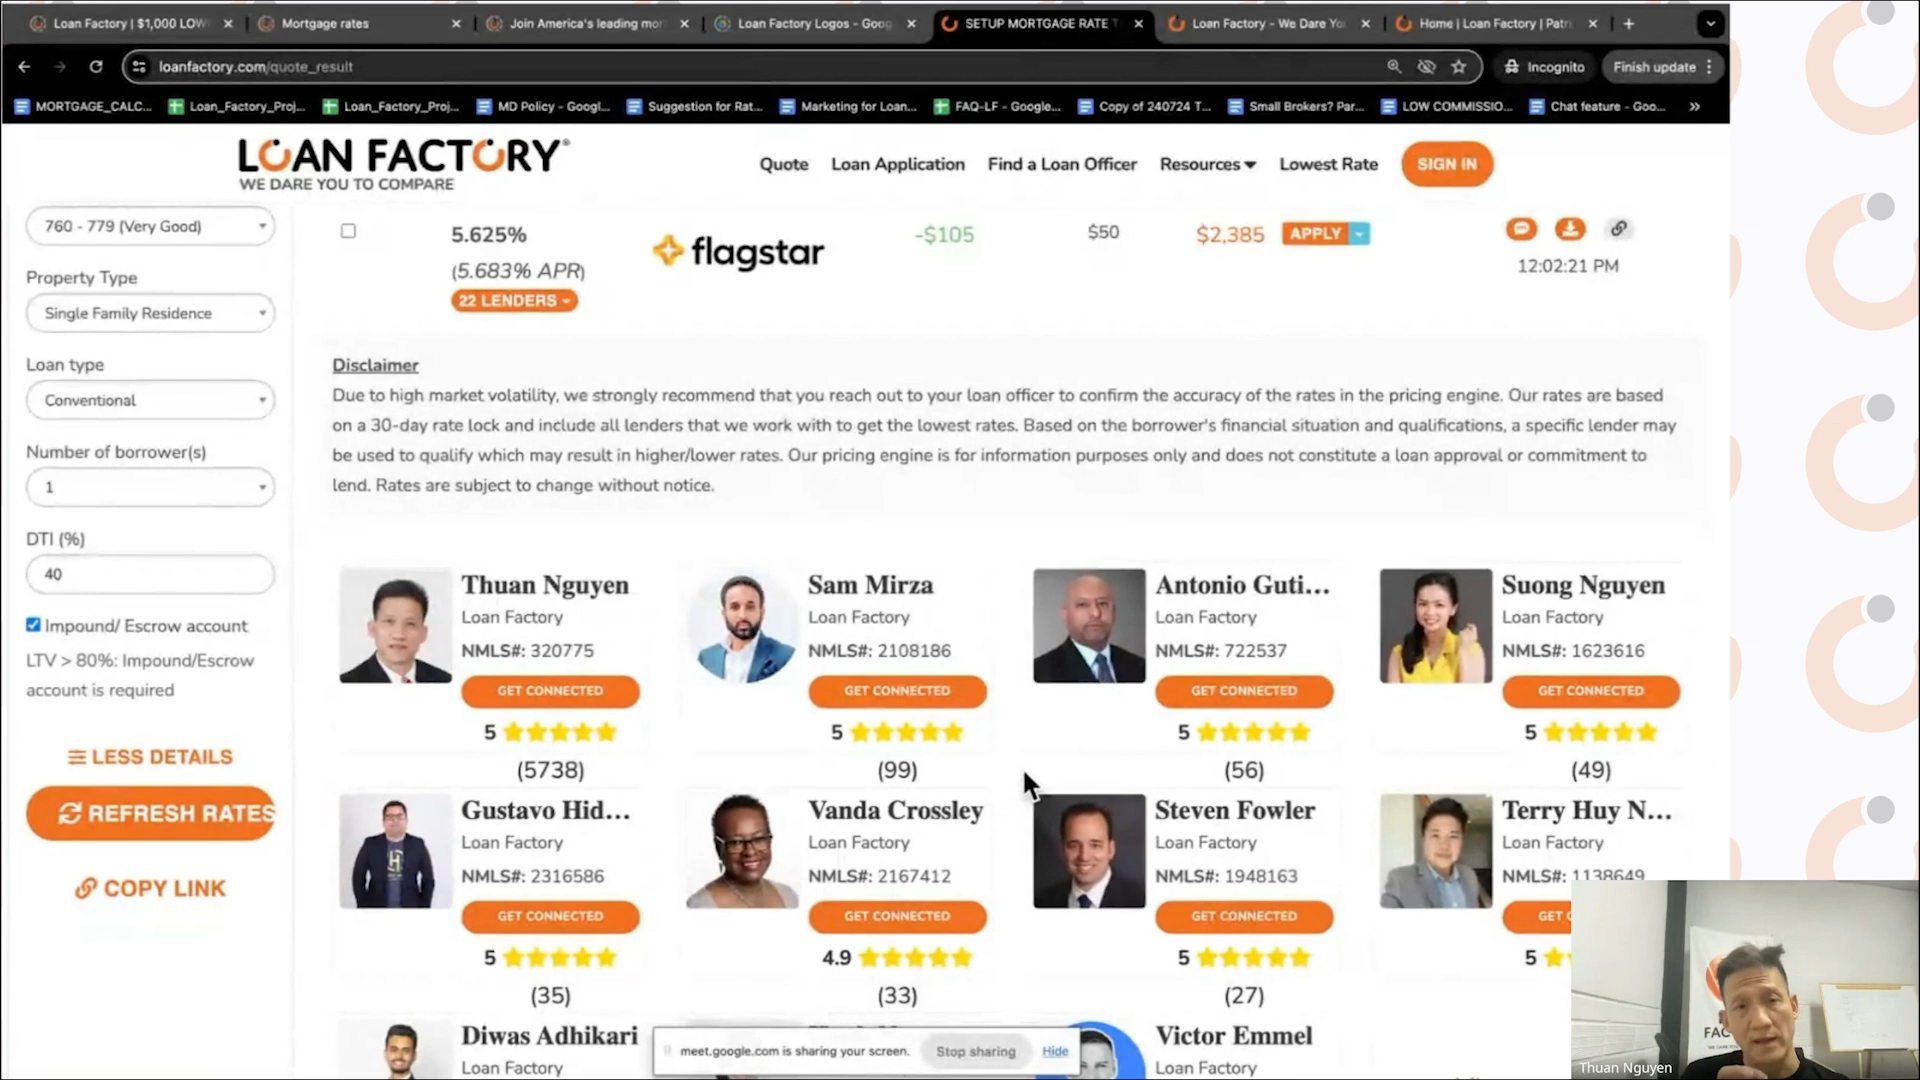 Loan Factory | $1,000 LOW
Mortgage rates
Join America's leading mor
Loan Factory Logos - Goog
SETUP MORTGAGE RATE T
Loan Factory - We Dare Yo
Home | Loan Factory | Patr
loanfactory.com/quote_result
Incognito
Finish update
MORTGAGE_CALC...
Loan_Factory_Proj...
Loan_Factory_Proj...
MD Policy - Googl...
Suggestion for Rat...
Marketing for Loan...
FAQ-LF - Google...
Copy of 240724 T...
Small Brokers? Par...
LOW COMMISSIO...
Chat feature - Goo...
LOAN FACTORY®
WE DARE YOU TO COMPARE
Quote
Loan Application
Find a Loan Officer
Resources
Lowest Rate
SIGN IN
760 - 779 (Very Good)
Property Type
Single Family Residence
Loan type
Conventional
Number of borrower(s)
1
DTI (%)
40
Impound/ Escrow account
LTV > 80%: Impound/Escrow
account is required
LESS DETAILS
REFRESH RATES
COPY LINK
5.625%
(5.683% APR)
22 LENDERS
flagstar
-$105
$50
$2,385
APPLY
12:02:21 PM
Disclaimer
Due to high market volatility, we strongly recommend that you reach out to your loan officer to confirm the accuracy of the rates in the pricing engine. Our rates are based
on a 30-day rate lock and include all lenders that we work with to get the lowest rates. Based on the borrower's financial situation and qualifications, a specific lender may
be used to qualify which may result in higher/lower rates. Our pricing engine is for information purposes only and does not constitute a loan approval or commitment to
lend. Rates are subject to change without notice.
Thuan Nguyen
Loan Factory
NMLS#: 320775
GET CONNECTED
5
(5738)
Sam Mirza
Loan Factory
NMLS#: 2108186
GET CONNECTED
5
(99)
Antonio Guti...
Loan Factory
NMLS#: 722537
GET CONNECTED
5
(56)
Suong Nguyen
Loan Factory
NMLS#: 1623616
GET CONNECTED
5
(49)
Gustavo Hid...
Loan Factory
NMLS#: 2316586
GET CONNECTED
5
(35)
Vanda Crossley
Loan Factory
NMLS#: 2167412
GET CONNECTED
4.9
(33)
Steven Fowler
Loan Factory
NMLS#: 1948163
GET CONNECTED
5
(27)
Terry Huy N...
Loan Factory
NMLS#: 1138649
GET
5
Diwas Adhikari
Loan Factory
Victor Emmel
Loan Factory
meet.google.com is sharing your screen.
Stop sharing
Hide
FAC
Thuan Nguyen